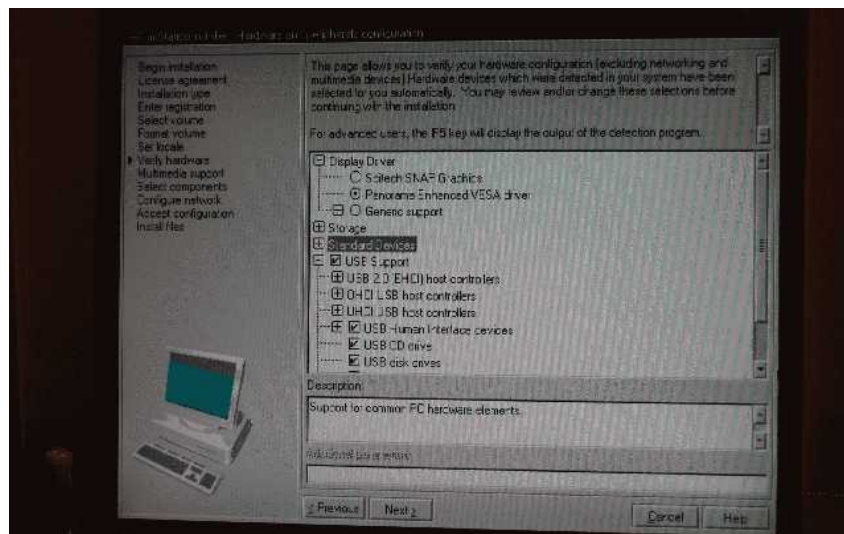 Hardware and peripherals configuration
Begin installation
License agreement
Installation type
Enter registration
Select volume
Format volume
Set locale
Verify hardware
Multimedia support
Select components
Configure network
Accept configuration
Install files
This page allows you to verify your hardware configuration (excluding networking and
multimedia devices) Hardware devices which were detected in your system have been
selected for you automatically. You may review and/or change these selections before
continuing with the installation
For advanced users, the F5 key will display the output of the detection program.
Display Driver
Scitech SNAP Graphics
Panorama Enhanced VESA driver
Generic support
Storage
Standard Devices
USB Support
USB 2.0 (EHCI) host controllers
OHCI USB host controllers
UHCI USB host controllers
USB Human Interface devices
USB CD drive
USB disk drives
Description:
Support for common PC hardware elements.
Additional parameters:
< Previous
Next >
Cancel
Help